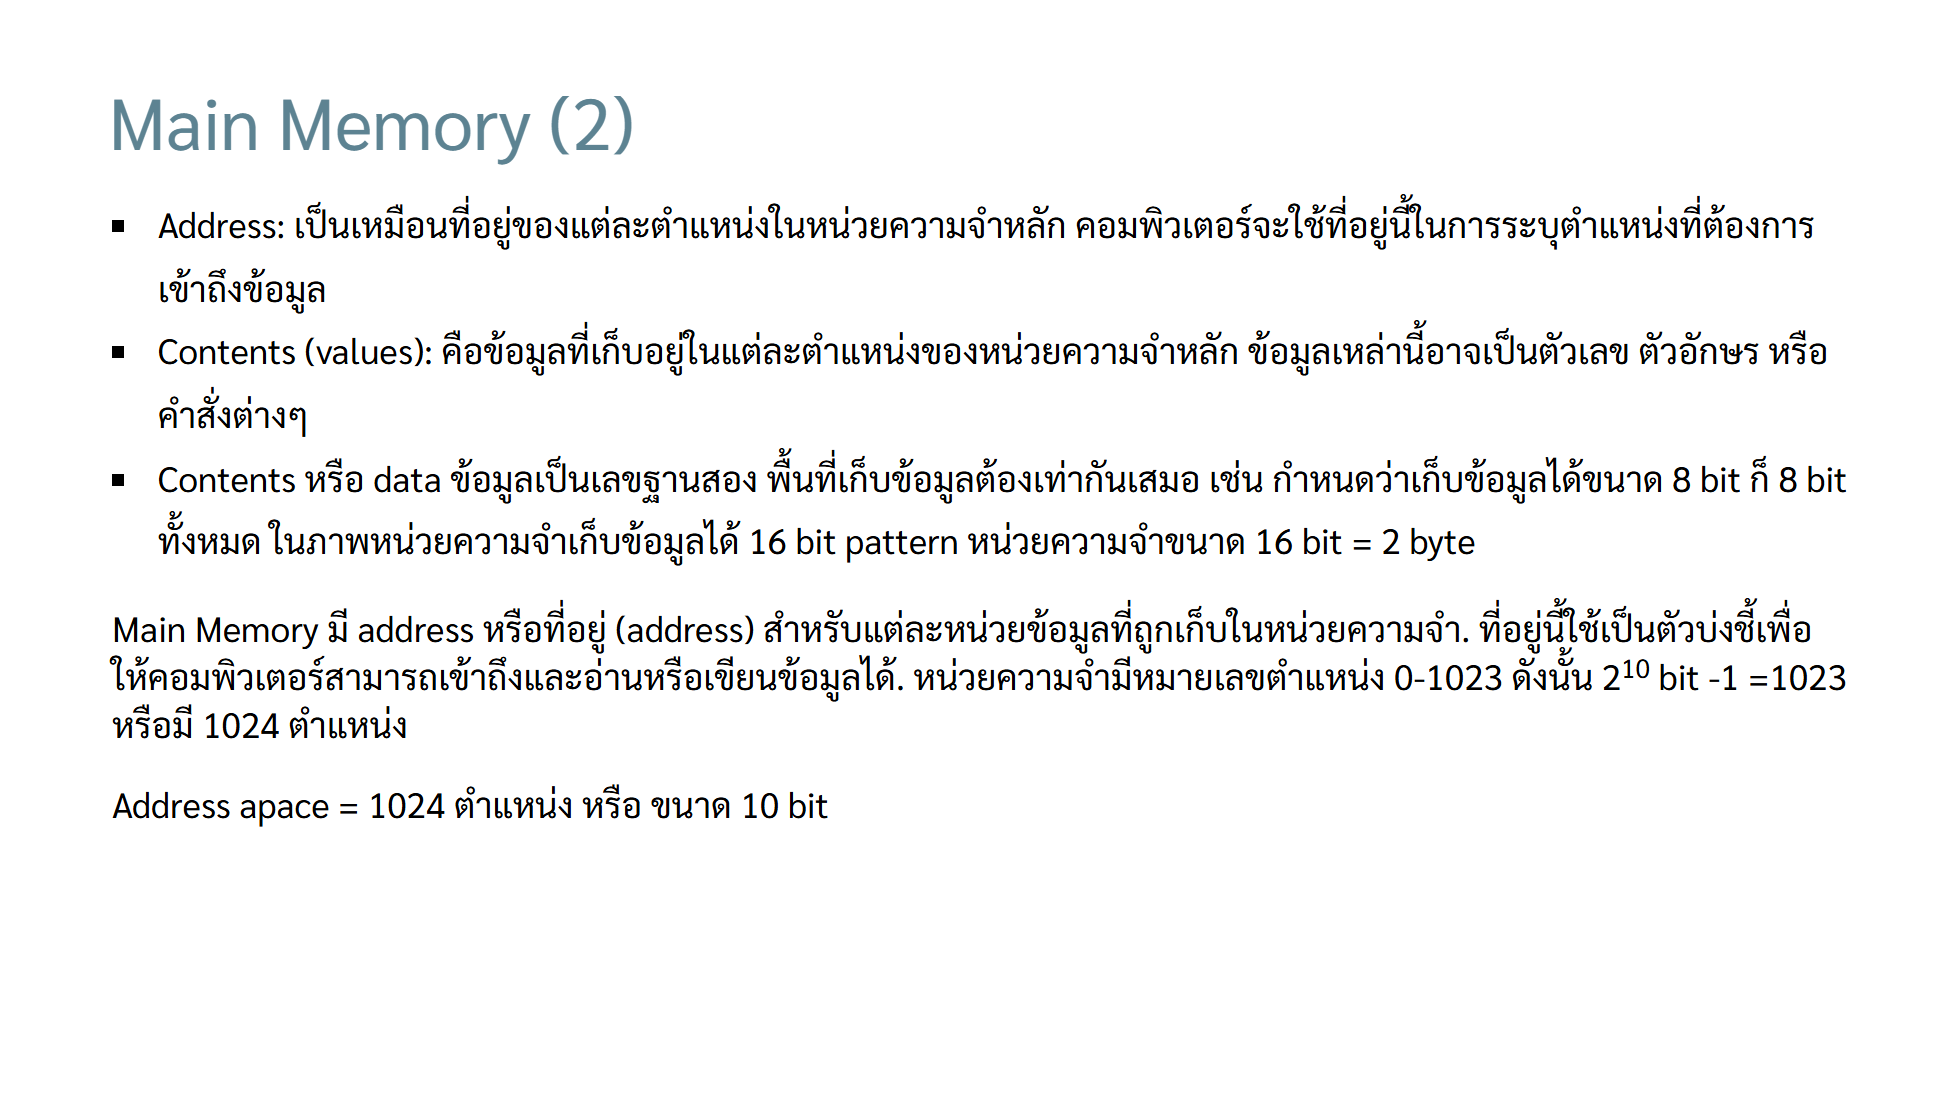 Main Memory (2)
▪ Address: เป็นเหมือนที่อยู่ของแต่ละตำแหน่งในหน่วยความจำหลัก คอมพิวเตอร์จะใช้ที่อยู่นี้ในการระบุตำแหน่งที่ต้องการ
เข้าถึงข้อมูล
▪ Contents (values): คือข้อมูลที่เก็บอยู่ในแต่ละตำแหน่งของหน่วยความจำหลัก ข้อมูลเหล่านี้อาจเป็นตัวเลข ตัวอักษร หรือ
คำสั่งต่างๆ
▪ Contents หรือ data ข้อมูลเป็นเลขฐานสอง พื้นที่เก็บข้อมูลต้องเท่ากันเสมอ เช่น กำหนดว่าเก็บข้อมูลได้ขนาด 8 bit ก็ 8 bit
ทั้งหมด ในภาพหน่วยความจำเก็บข้อมูลได้ 16 bit pattern หน่วยความจำขนาด 16 bit = 2 byte
Main Memory มี address หรือที่อยู่ (address) สำหรับแต่ละหน่วยข้อมูลที่ถูกเก็บในหน่วยความจำ. ที่อยู่นี้ใช้เป็นตัวบ่งชี้เพื่อ
ให้คอมพิวเตอร์สามารถเข้าถึงและอ่านหรือเขียนข้อมูลได้. หน่วยความจำมีหมายเลขตำแหน่ง 0-1023 ดังนั้น 2¹⁰ bit -1 =1023
หรือมี 1024 ตำแหน่ง
Address apace = 1024 ตำแหน่ง หรือ ขนาด 10 bit